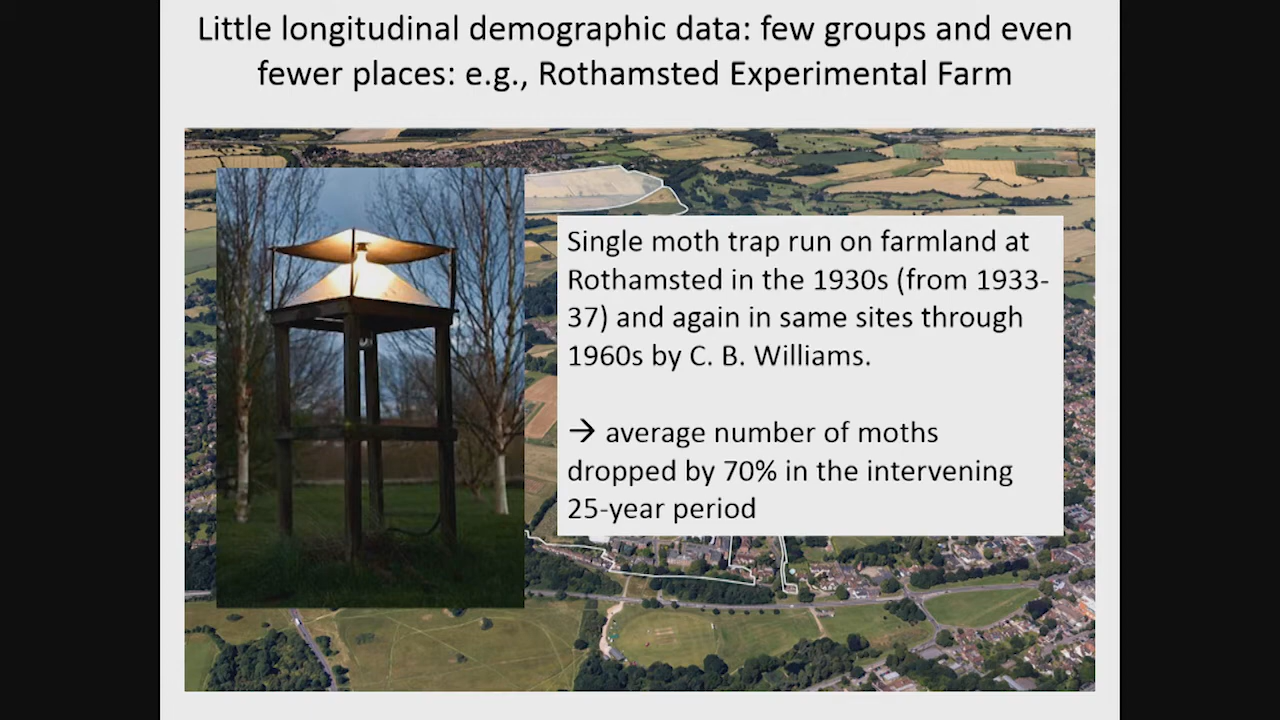 Little longitudinal demographic data: few groups and even
fewer places: e.g., Rothamsted Experimental Farm
Single moth trap run on farmland at
Rothamsted in the 1930s (from 1933-
37) and again in same sites through
1960s by C. B. Williams.
→ average number of moths
dropped by 70% in the intervening
25-year period